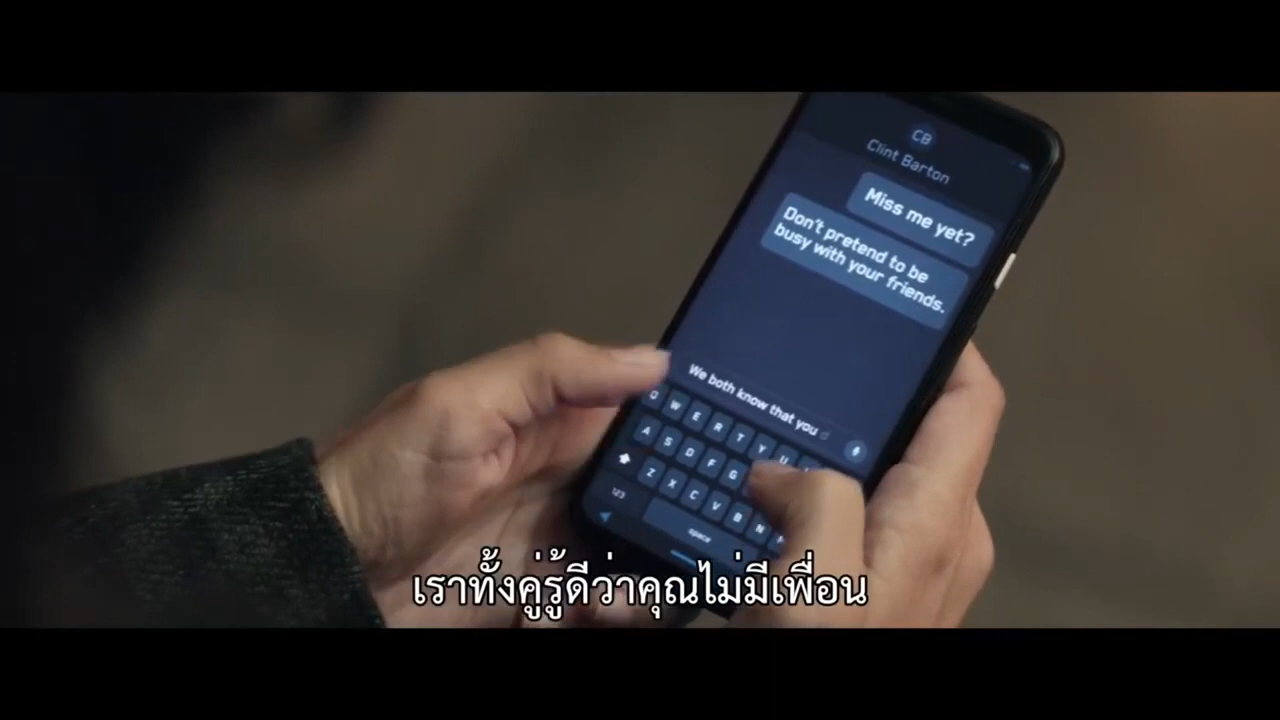 CB
Clint Barton
Miss me yet?
Don't pretend to be
busy with your friends.
We both know that you d
W E R T Y U
A S D F G
Z X C V B N
123
space
เราทั้งคู่รู้ดีว่าคุณไม่มีเพื่อน